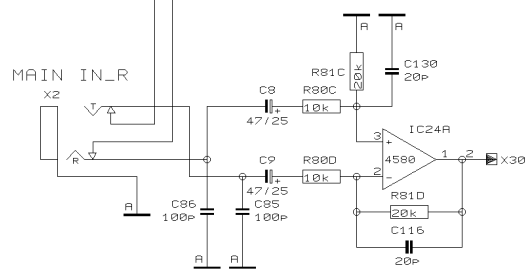 A A
R81C 20k C130
20p
MAIN IN_R
X2
C8 R80C
T
47/25 10k
3 IC24A
+
C9 R80D 4580 1 2 X30
R
47/25 10k 2 -
A C86 C85 R81D
100p 100p 20k
C116
A A 20p